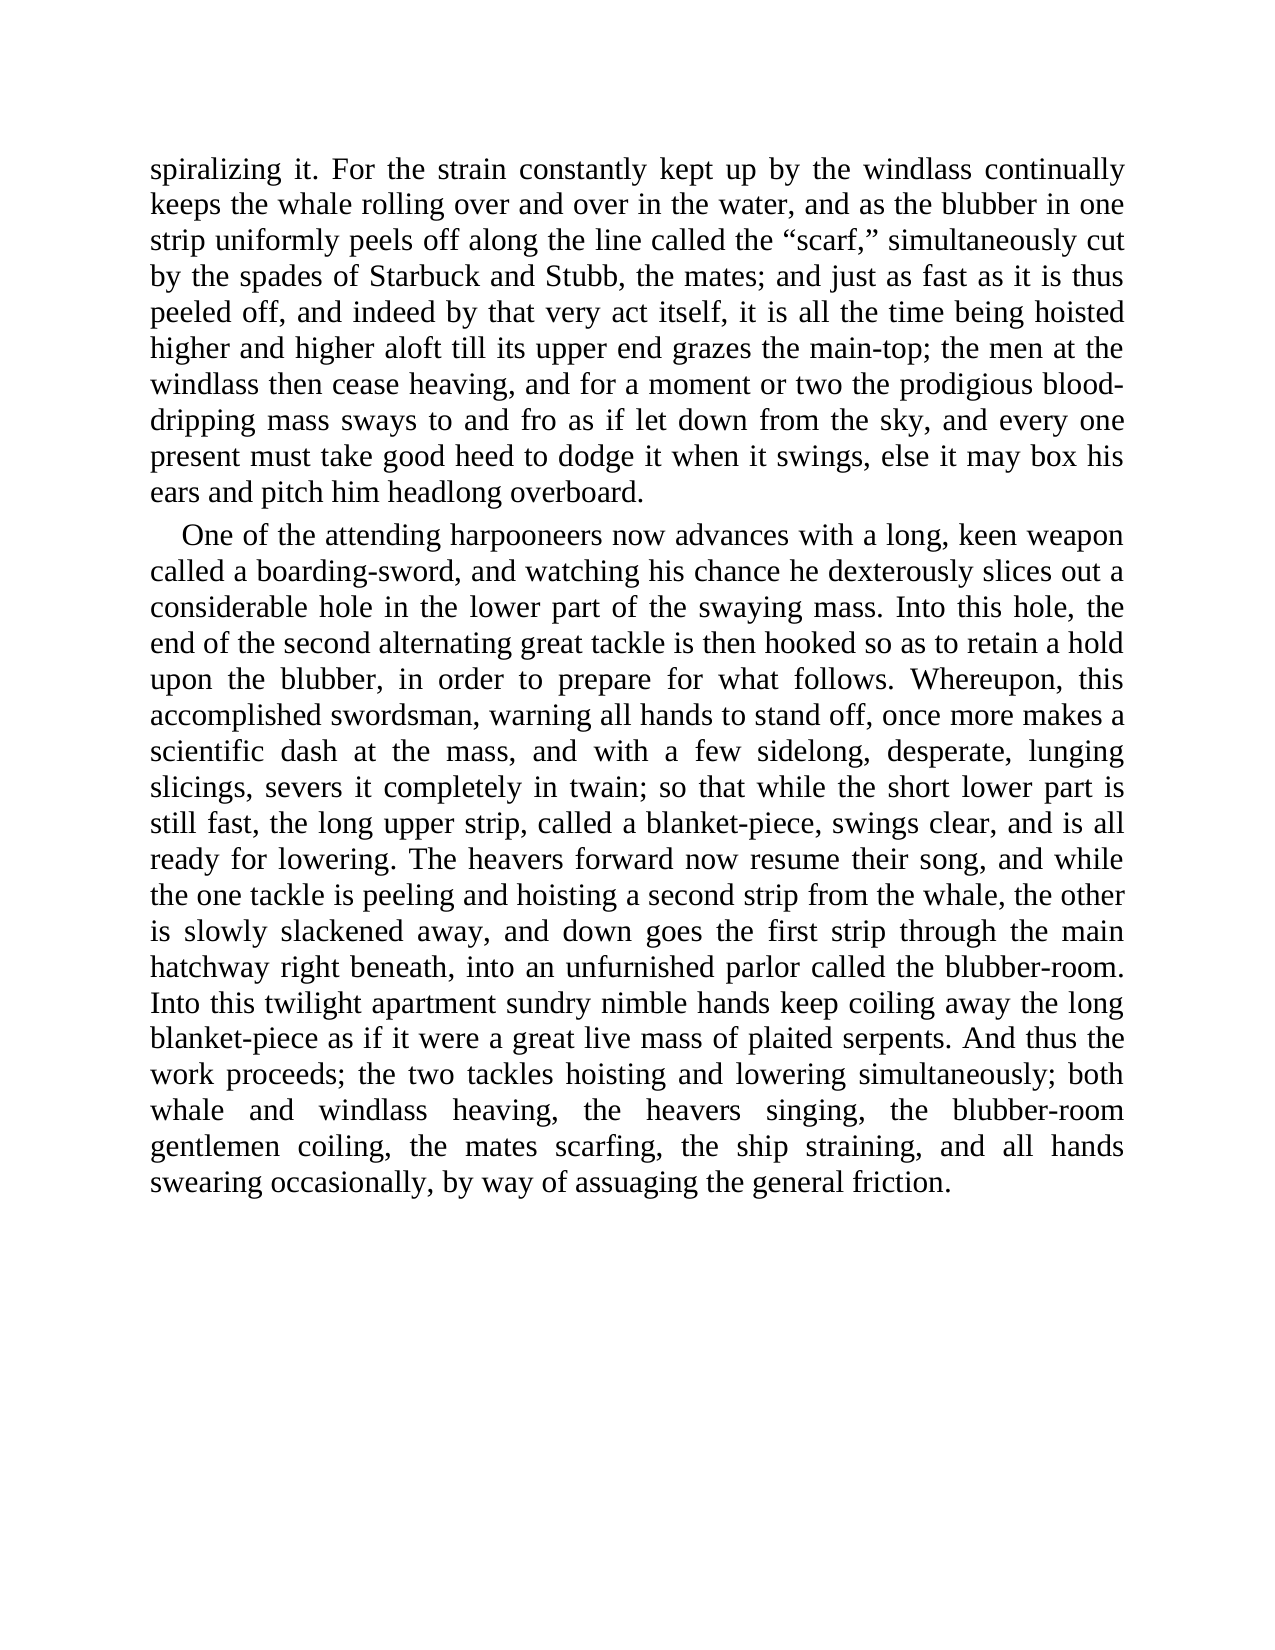 spiralizing it. For the strain constantly kept up by the windlass continually
keeps the whale rolling over and over in the water, and as the blubber in one
strip uniformly peels off along the line called the “scarf,” simultaneously cut
by the spades of Starbuck and Stubb, the mates; and just as fast as it is thus
peeled off, and indeed by that very act itself, it is all the time being hoisted
higher and higher aloft till its upper end grazes the main-top; the men at the
windlass then cease heaving, and for a moment or two the prodigious blood-
dripping mass sways to and fro as if let down from the sky, and every one
present must take good heed to dodge it when it swings, else it may box his
ears and pitch him headlong overboard.
One of the attending harpooneers now advances with a long, keen weapon
called a boarding-sword, and watching his chance he dexterously slices out a
considerable hole in the lower part of the swaying mass. Into this hole, the
end of the second alternating great tackle is then hooked so as to retain a hold
upon the blubber, in order to prepare for what follows. Whereupon, this
accomplished swordsman, warning all hands to stand off, once more makes a
scientific dash at the mass, and with a few sidelong, desperate, lunging
slicings, severs it completely in twain; so that while the short lower part is
still fast, the long upper strip, called a blanket-piece, swings clear, and is all
ready for lowering. The heavers forward now resume their song, and while
the one tackle is peeling and hoisting a second strip from the whale, the other
is slowly slackened away, and down goes the first strip through the main
hatchway right beneath, into an unfurnished parlor called the blubber-room.
Into this twilight apartment sundry nimble hands keep coiling away the long
blanket-piece as if it were a great live mass of plaited serpents. And thus the
work proceeds; the two tackles hoisting and lowering simultaneously; both
whale and windlass heaving, the heavers singing, the blubber-room
gentlemen coiling, the mates scarfing, the ship straining, and all hands
swearing occasionally, by way of assuaging the general friction.